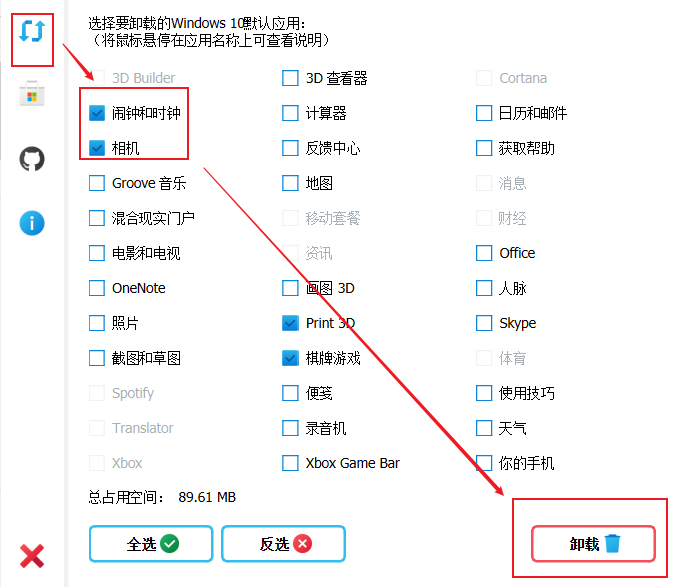 选择要卸载的Windows 10默认应用：
（将鼠标悬停在应用名称上可查看说明）
3D Builder 3D 查看器 Cortana
闹钟和时钟 计算器 日历和邮件
相机 反馈中心 获取帮助
Groove 音乐 地图 消息
混合现实门户 移动套餐 财经
电影和电视 资讯 Office
OneNote 画图 3D 人脉
照片 Print 3D Skype
截图和草图 棋牌游戏 体育
Spotify 便笺 使用技巧
Translator 录音机 天气
Xbox Xbox Game Bar 你的手机
总占用空间： 89.61 MB
全选 反选 卸载